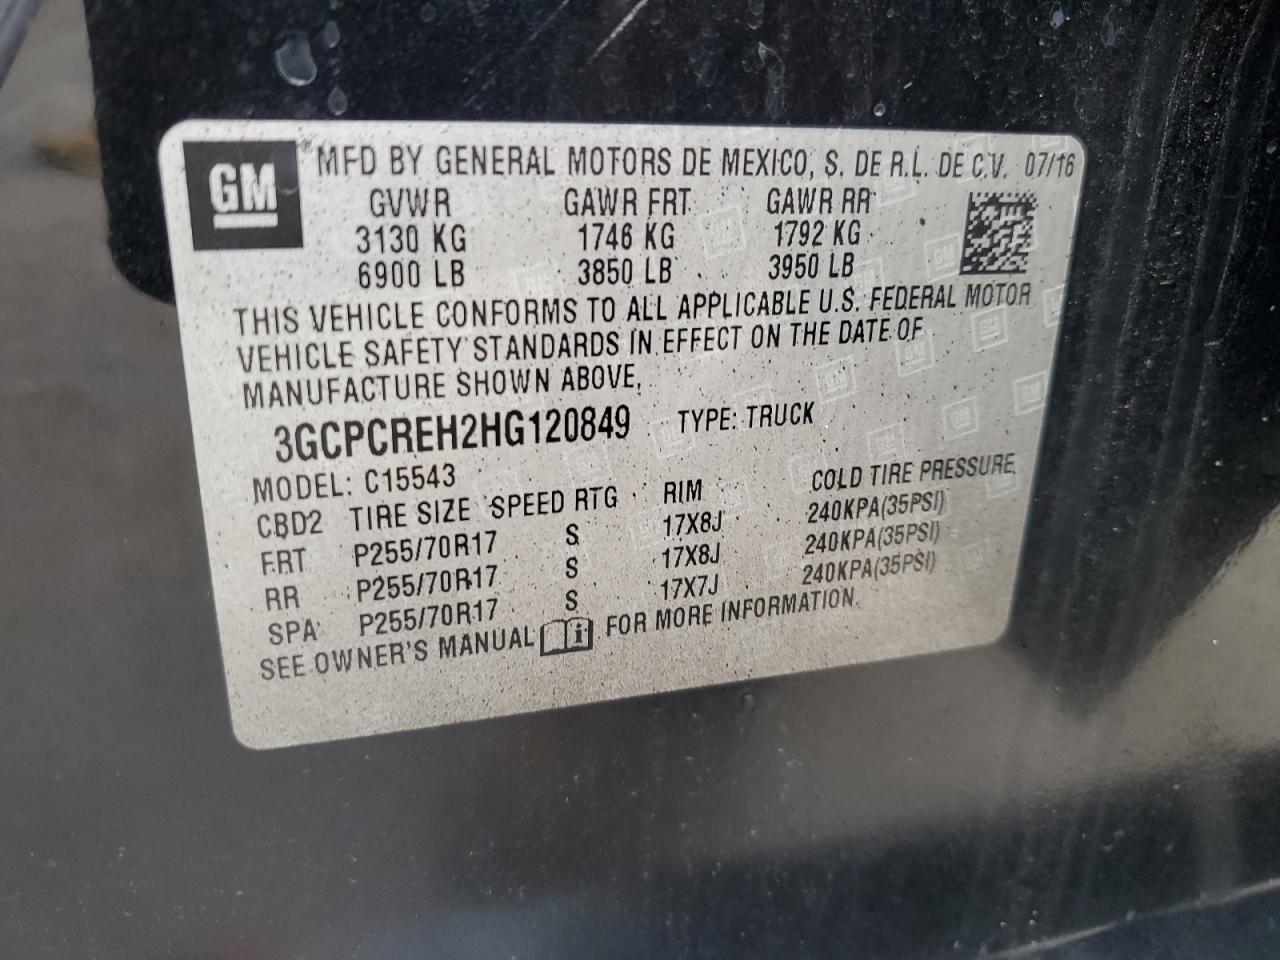 GM
MFD BY GENERAL MOTORS DE MEXICO, S. DE R.L. DE C.V. 07/16
GVWR GAWR FRT GAWR RR
3130 KG 1746 KG 1792 KG
6900 LB 3850 LB 3950 LB
THIS VEHICLE CONFORMS TO ALL APPLICABLE U.S. FEDERAL MOTOR
VEHICLE SAFETY STANDARDS IN EFFECT ON THE DATE OF
MANUFACTURE SHOWN ABOVE.
3GCPCREH2HG120849 TYPE: TRUCK
MODEL: C15543
CBD2 TIRE SIZE SPEED RTG RIM COLD TIRE PRESSURE
FRT P255/70R17 S 17X8J 240KPA(35PSI)
RR P255/70R17 S 17X8J 240KPA(35PSI)
SPA P255/70R17 S 17X7J 240KPA(35PSI)
SEE OWNER'S MANUAL i FOR MORE INFORMATION.